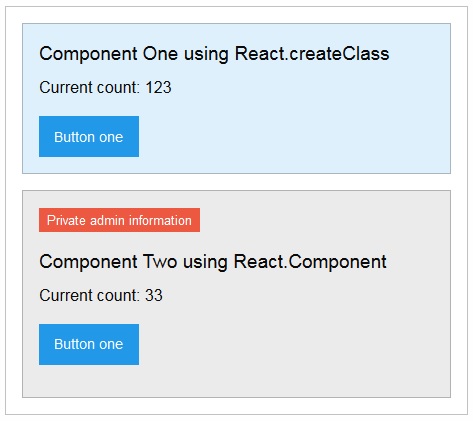 Component One using React.createClass
Current count: 123
Button one
Private admin information
Component Two using React.Component
Current count: 33
Button one